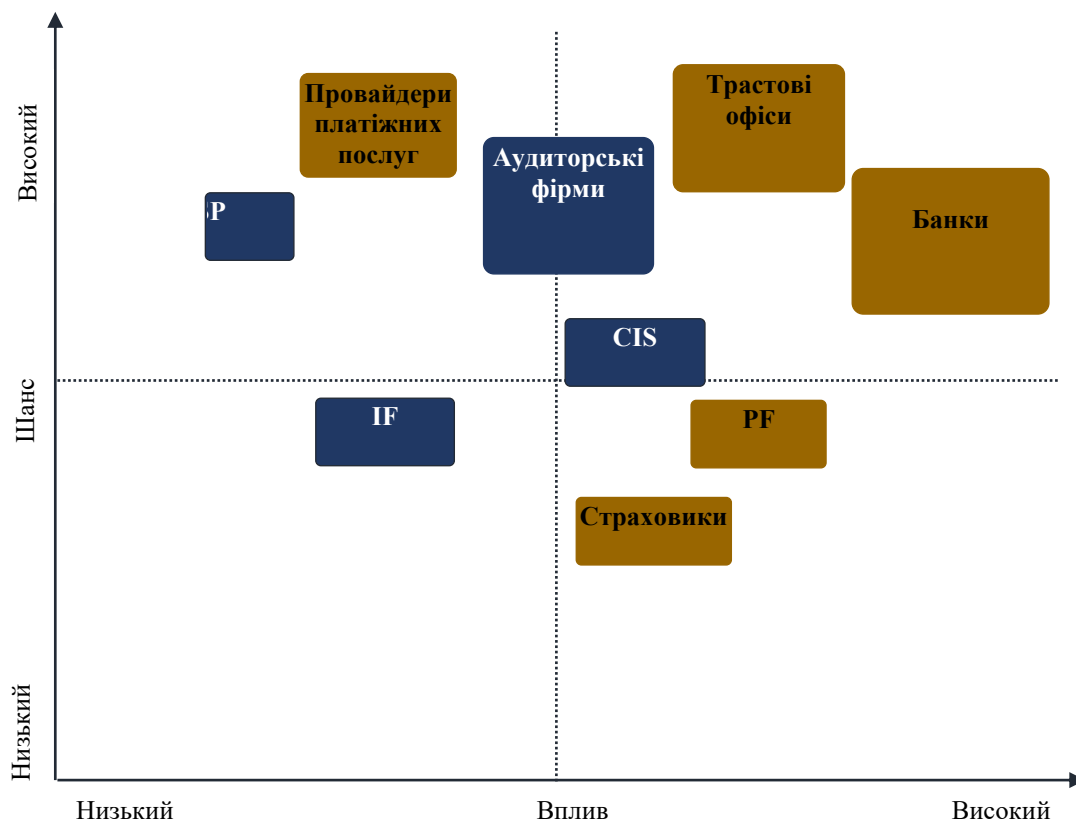 Високий
Шанс
Низький
Провайдери
платіжних
послуг
Трастові
офіси
Аудиторські
фірми
Банки
CIS
IF
PF
Страховики
Низький
Вплив
Високий